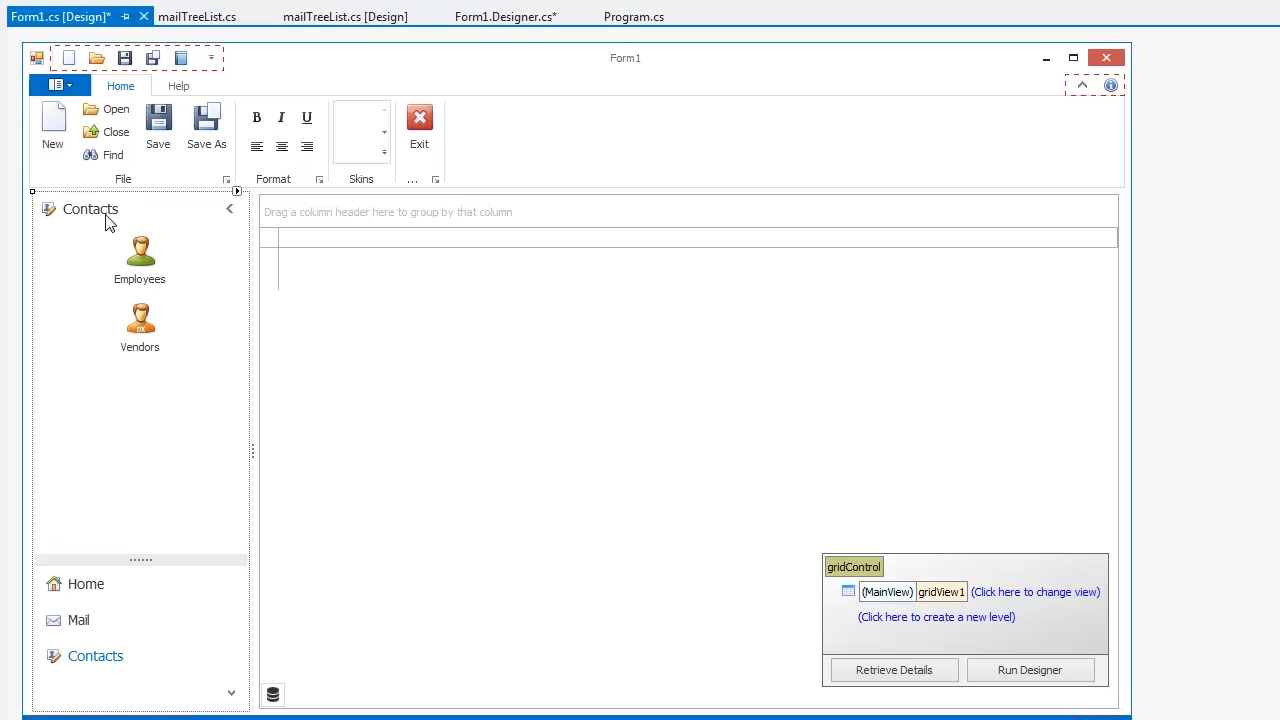 Form1.cs [Design]*
mailTreeList.cs
mailTreeList.cs [Design]
Form1.Designer.cs*
Program.cs
Form1
Home
Help
New
Open
Close
Find
Save
Save As
File
B I U
Format
Skins
Exit
...
Contacts
Employees
Vendors
Home
Mail
Contacts
Drag a column header here to group by that column
gridControl
(MainView) gridView1 (Click here to change view)
(Click here to create a new level)
Retrieve Details
Run Designer